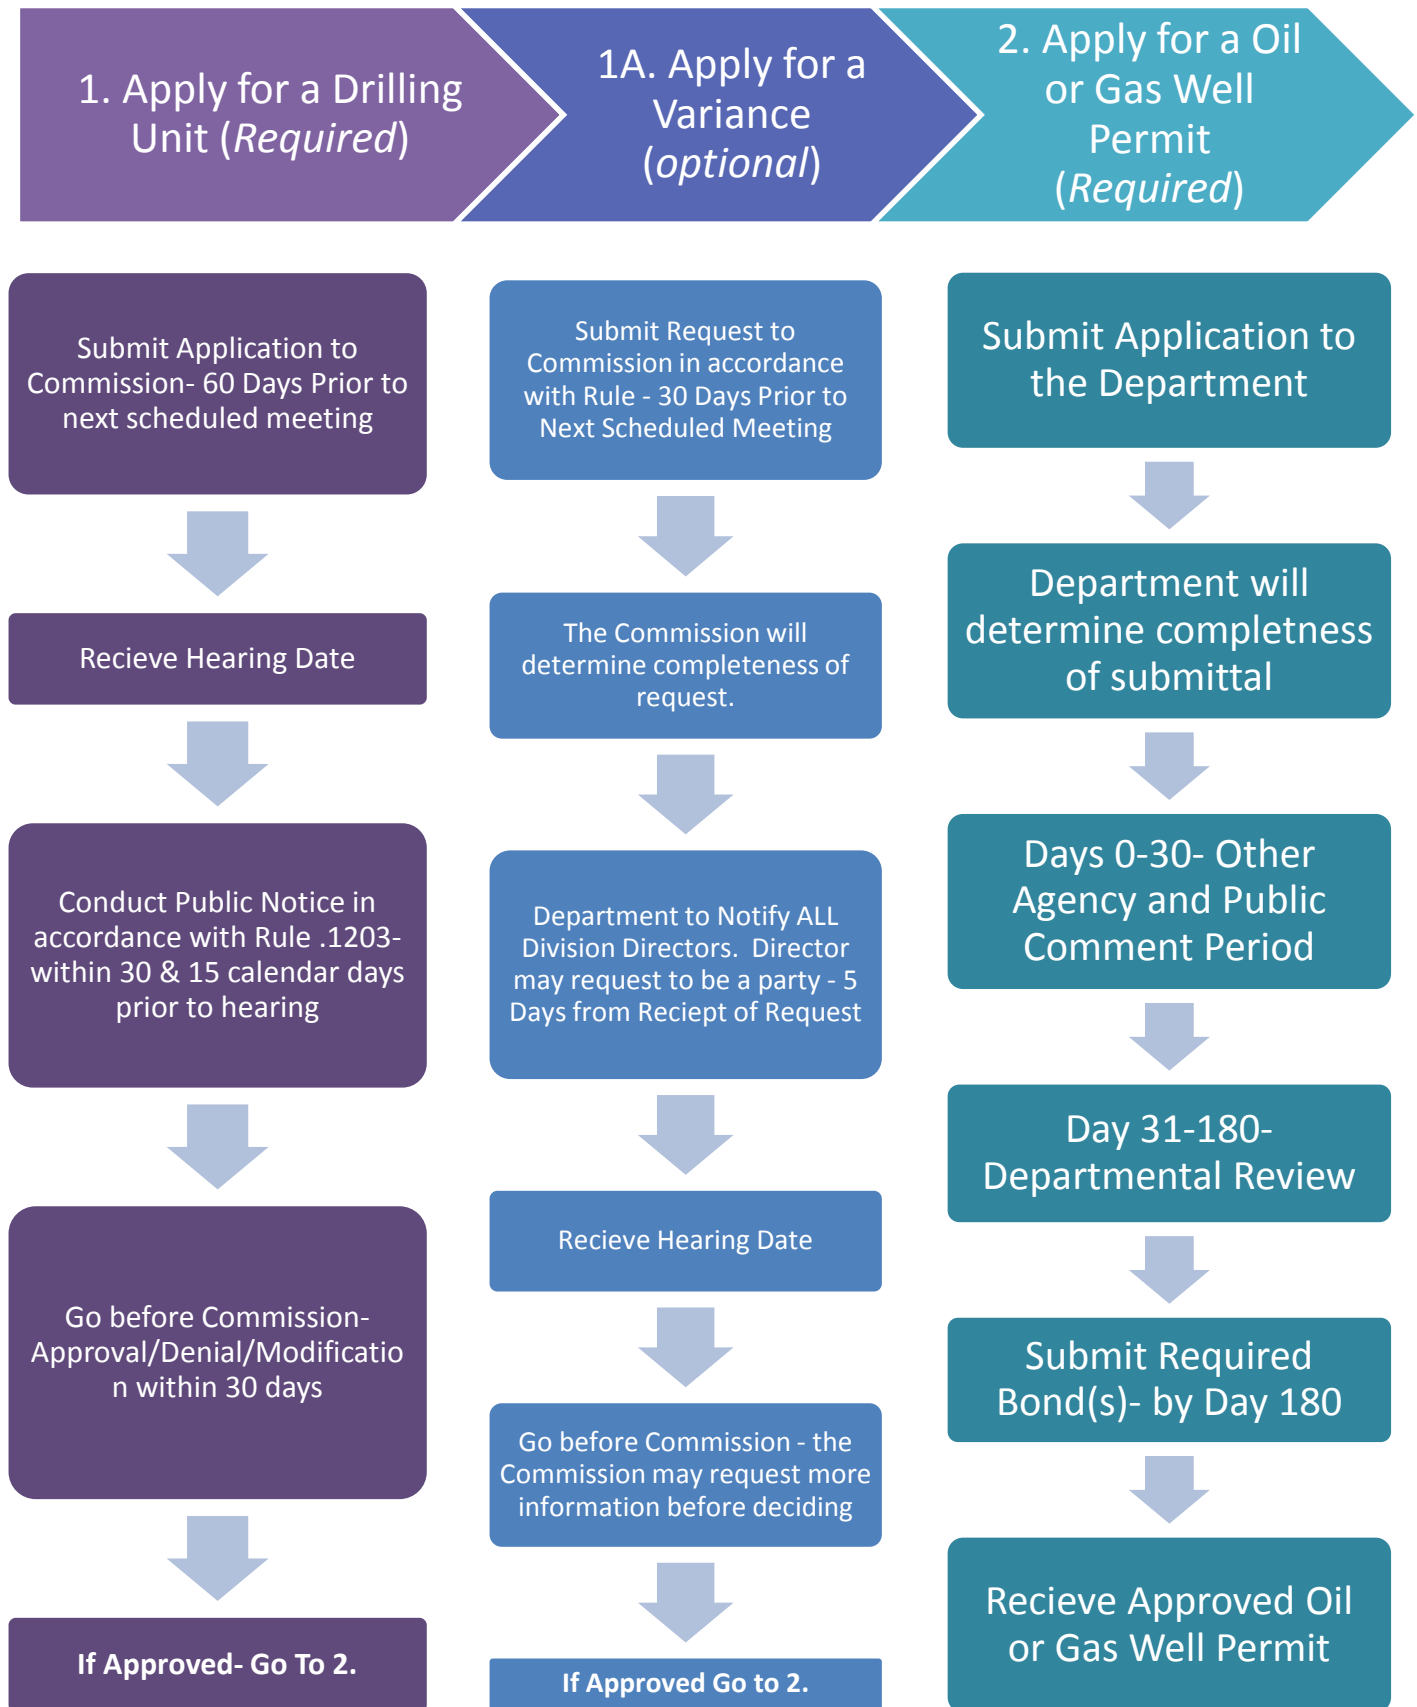 1. Apply for a Drilling
Unit (Required)
1A. Apply for a
Variance
(optional)
2. Apply for a Oil
or Gas Well
Permit
(Required)
Submit Application to
Commission- 60 Days Prior to
next scheduled meeting
Recieve Hearing Date
Conduct Public Notice in
accordance with Rule .1203-
within 30 & 15 calendar days
prior to hearing
Go before Commission-
Approval/Denial/Modificatio
n within 30 days
If Approved- Go To 2.
Submit Request to
Commission in accordance
with Rule - 30 Days Prior to
Next Scheduled Meeting
The Commission will
determine completeness of
request.
Department to Notify ALL
Division Directors.  Director
may request to be a party - 5
Days from Reciept of Request
Recieve Hearing Date
Go before Commission - the
Commission may request more
information before deciding
If Approved Go to 2.
Submit Application to
the Department
Department will
determine completness
of submittal
Days 0-30- Other
Agency and Public
Comment Period
Day 31-180-
Departmental Review
Submit Required
Bond(s)- by Day 180
Recieve Approved Oil
or Gas Well Permit